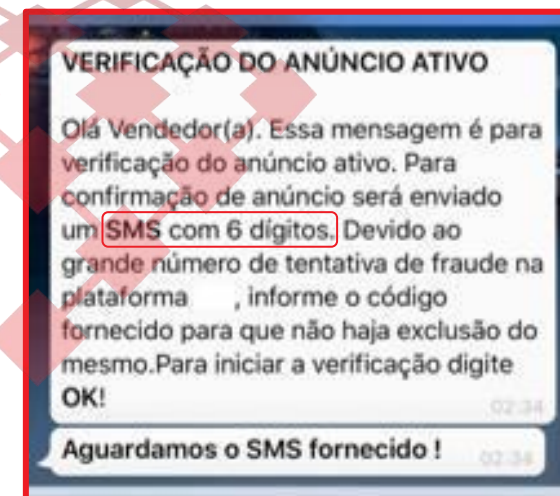 VERIFICAÇÃO DO ANÚNCIO ATIVO
Olá Vendedor(a). Essa mensagem é para
verificação do anúncio ativo. Para
confirmação de anúncio será enviado
um SMS com 6 dígitos. Devido ao
grande número de tentativa de fraude na
plataforma , informe o código
fornecido para que não haja exclusão do
mesmo.Para iniciar a verificação digite
OK!
02:34
Aguardamos o SMS fornecido !
02:34